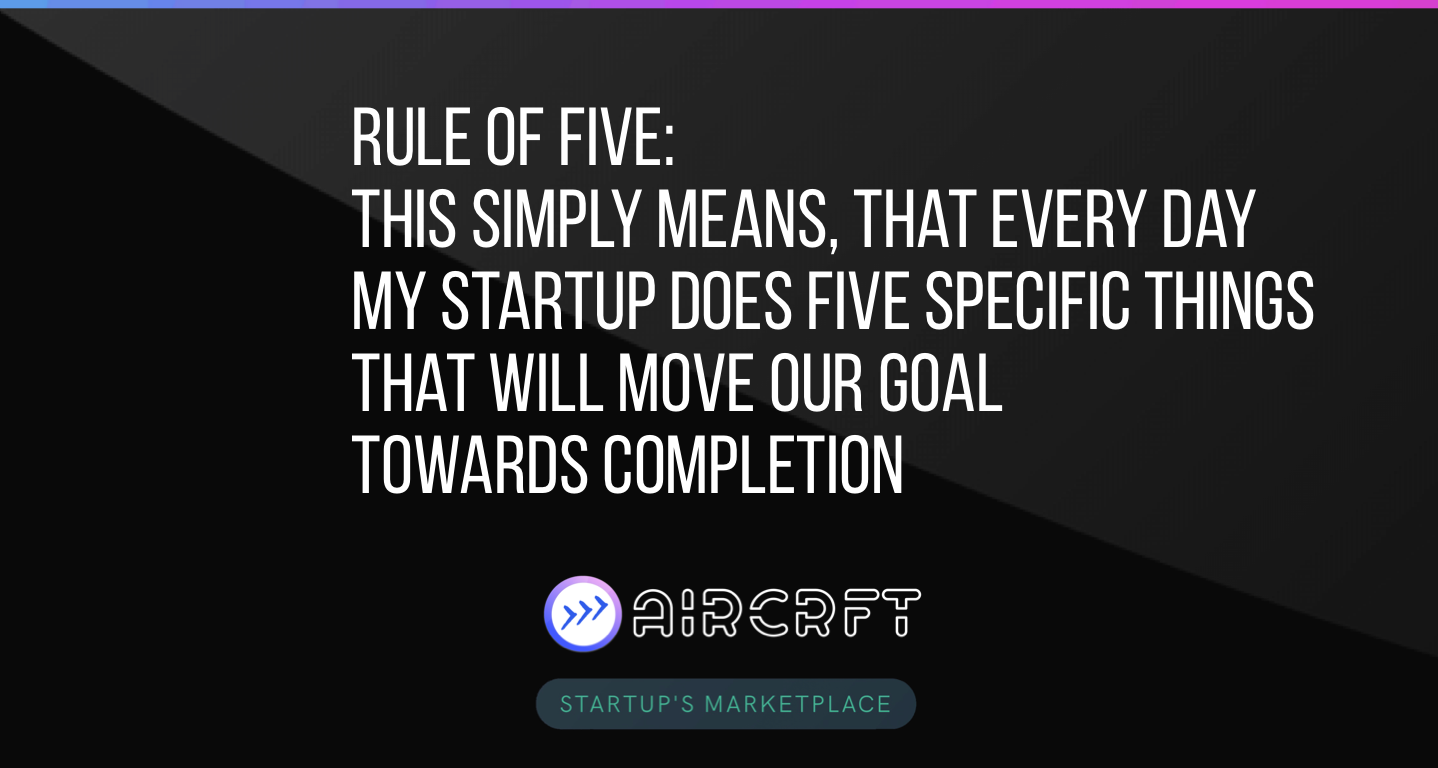 RULE OF FIVE:
THIS SIMPLY MEANS, THAT EVERY DAY
MY STARTUP DOES FIVE SPECIFIC THINGS
THAT WILL MOVE OUR GOAL
TOWARDS COMPLETION
AIRCRFT
STARTUP'S MARKETPLACE